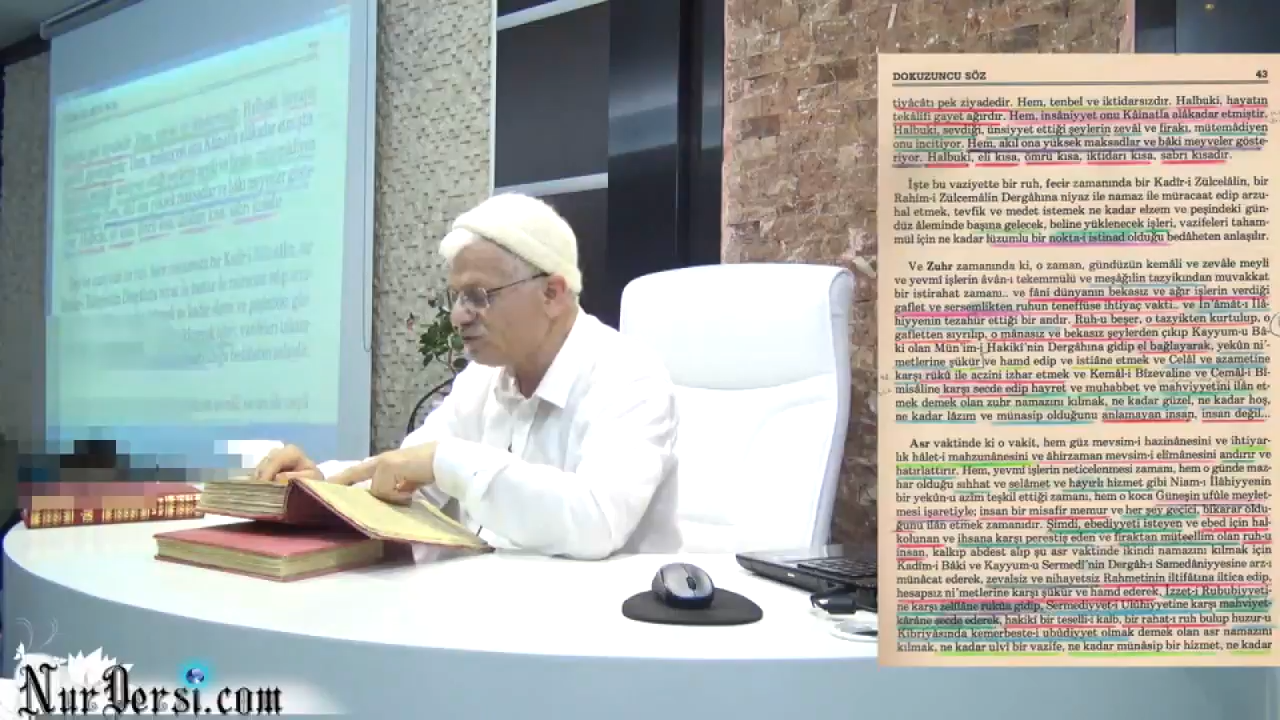 DOKUZUNCU SÖZ 43
tiyâcâtı pek ziyadedir. Hem, tenbel ve iktidarsızdır. Halbuki, hayatın
tekâlifi gayet ağırdır. Hem, insâniyyet onu Kâinatla alâkadar etmiştir.
Halbuki, sevdiği, ünsiyyet ettiği şeylerin zevâl ve firakı, mütemâdiyen
onu incitiyor. Hem, akıl ona yüksek maksadlar ve bâki meyveler göste-
riyor. Halbuki, eli kısa, ömrü kısa, iktidarı kısa, sabrı kısadır.
İşte bu vaziyette bir ruh, fecir zamanında bir Kadîr-i Zülcelâlin, bir
Rahîm-i Zülcemâlin Dergâhına niyaz ile namaz ile müracaat edip arzu-
hal etmek, tevfik ve medet istemek ne kadar elzem ve peşindeki gün-
düz âleminde başına gelecek, beline yüklenecek işleri, vazifeleri taham-
mül için ne kadar lüzumlu bir nokta-i istinad olduğu bedâheten anlaşılır.
Ve Zuhr zamanında ki, o zaman, gündüzün kemâli ve zevâle meyli
ve yevmî işlerin âvân-ı tekemmülü ve meşâğılin tazyikından muvakkat
bir istirahat zamanı.. ve fâni dünyanın bekasız ve ağır işlerin verdiği
gaflet ve sersemlikten ruhun teneffüse ihtiyaç vakti.. ve İn'âmât-ı İlâ-
hiyyenin tezahür ettiği bir andır. Ruh-u beşer, o tazyikten kurtulup, o
gafletten sıyrılıp, o mânasız ve bekasız şeylerden çıkıp Kayyum-u Bâ-
ki olan Mün'im-i Hakikî'nin Dergâhına gidip el bağlayarak, yekûn ni'-
metlerine şükür ve hamd edip ve istiâne etmek ve Celâl ve azametine
karşı rükû ile aczini izhar etmek ve Kemâl-i Bîzevaline ve Cemâl-i Bî-
misâline karşı secde edip hayret ve muhabbet ve mahviyyetini ilân et-
mek demek olan zuhr namazını kılmak, ne kadar güzel, ne kadar hoş,
ne kadar lâzım ve münasip olduğunu anlamayan insan, insan değil...
Asr vaktinde ki o vakit, hem güz mevsim-i hazinânesini ve ihtiyar-
lık hâlet-i mahzunânesini ve âhirzaman mevsim-i elîmânesini andırır ve
hatırlattırır. Hem, yevmî işlerin neticelenmesi zamanı, hem o günde maz-
har olduğu sıhhat ve selâmet ve hayırlı hizmet gibi Niam-ı İlâhiyyenin
bir yekûn-u azîm teşkil ettiği zamanı, hem o koca Güneşin ufûle meylet-
mesi işaretiyle; insan bir misafir memur ve her şey geçici, bîkarar oldu-
ğunu ilân etmek zamanıdır. Şimdi, ebediyyeti isteyen ve ebed için hal-
kolunan ve ihsana karşı perestiş eden ve firaktan müteellim olan ruh-u
insan, kalkıp abdest alıp şu asr vaktinde ikindi namazını kılmak için
Kadîm-i Bâki ve Kayyum-u Sermedî'nin Dergâh-ı Samedâniyyesine arz-ı
münâcat ederek, zevalsiz ve nihayetsiz Rahmetinin iltifâtına iltica edip,
hesapsız ni'metlerine karşı şükür ve hamd ederek, İzzet-i Rububiyyeti-
ne karşı zelîlâne rukûa gidip, Sermediyyet-i Ulûhiyyetine karşı mahviyet-
kârâne secde ederek, hakikî bir teselli-i kalb, bir rahat-ı ruh bulup huzur-u
Kibriyâsında kemerbeste-i ubûdiyyet olmak demek olan asr namazını
kılmak, ne kadar ulvî bir vazife, ne kadar münâsip bir hizmet, ne kadar
NurDersi.com